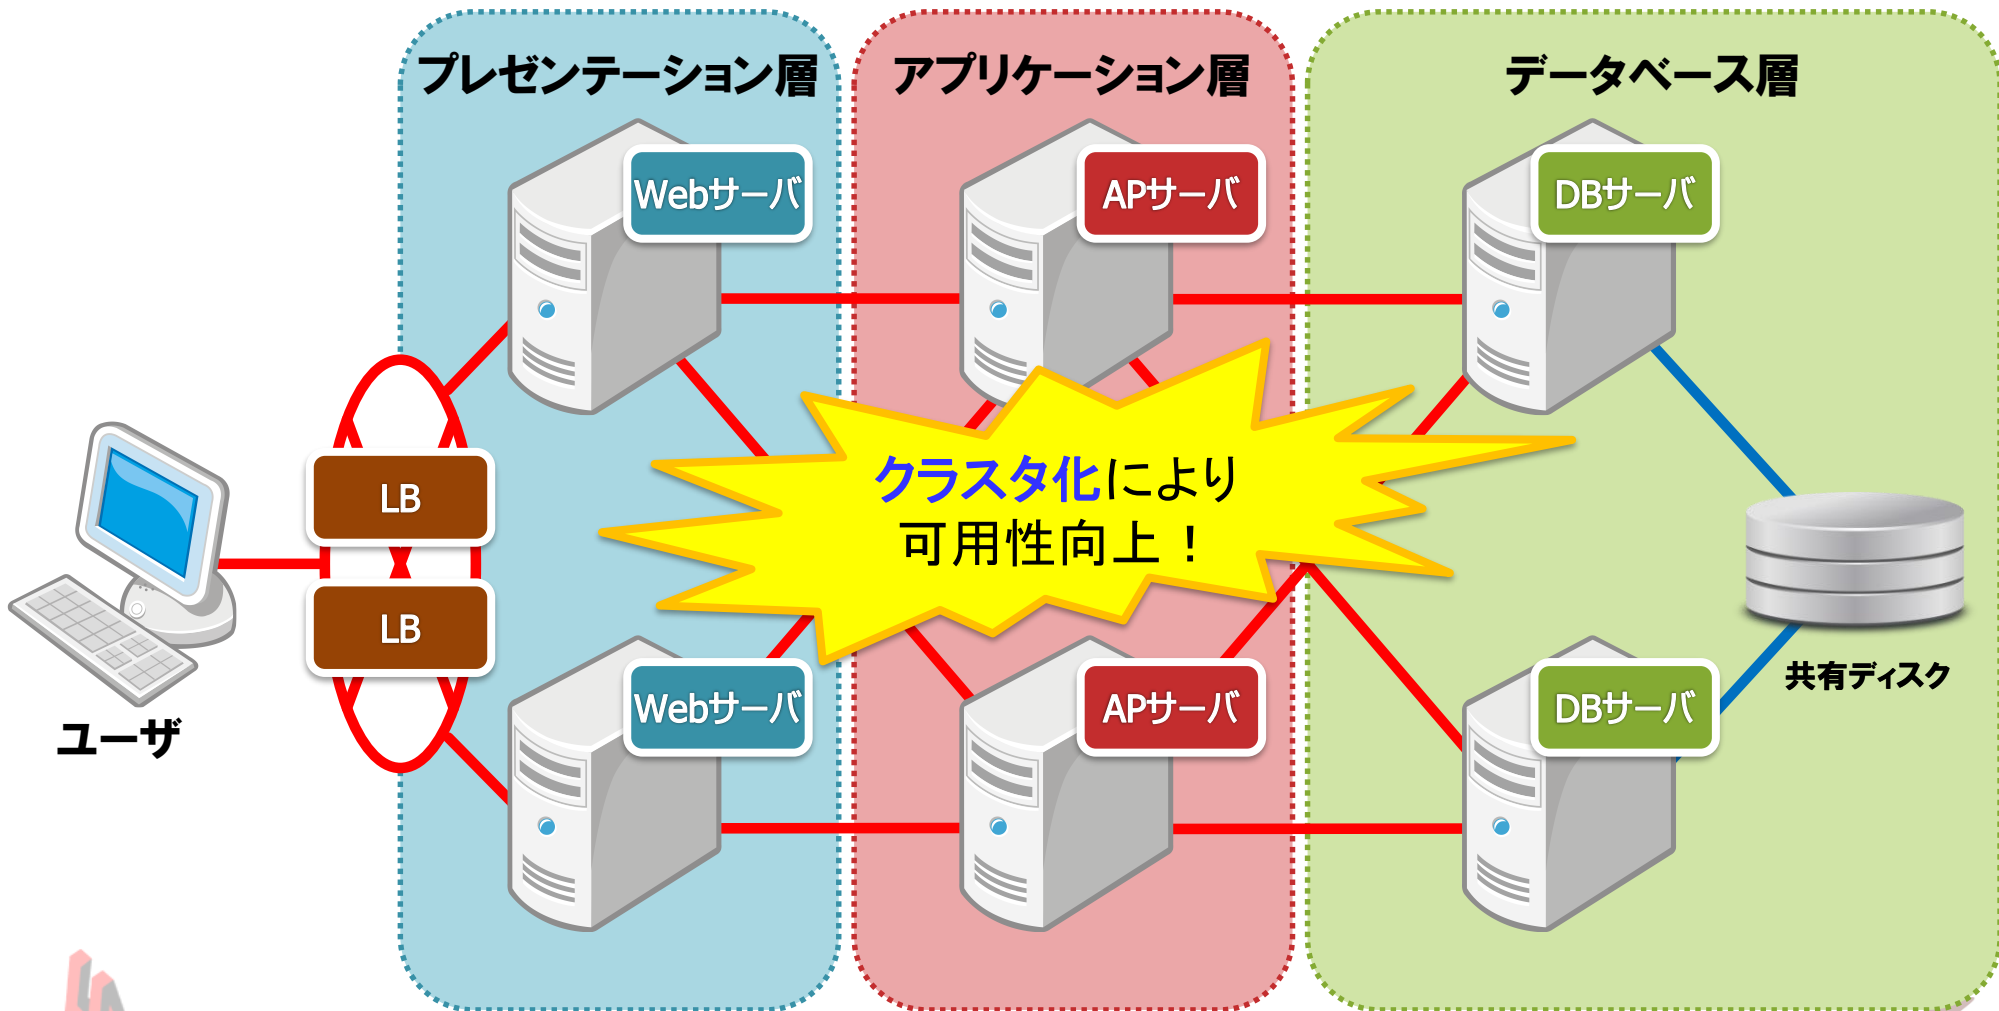 プレゼンテーション層
アプリケーション層
データベース層
Webサーバ
APサーバ
DBサーバ
クラスタ化により
可用性向上！
LB
LB
ユーザ
Webサーバ
APサーバ
DBサーバ
共有ディスク